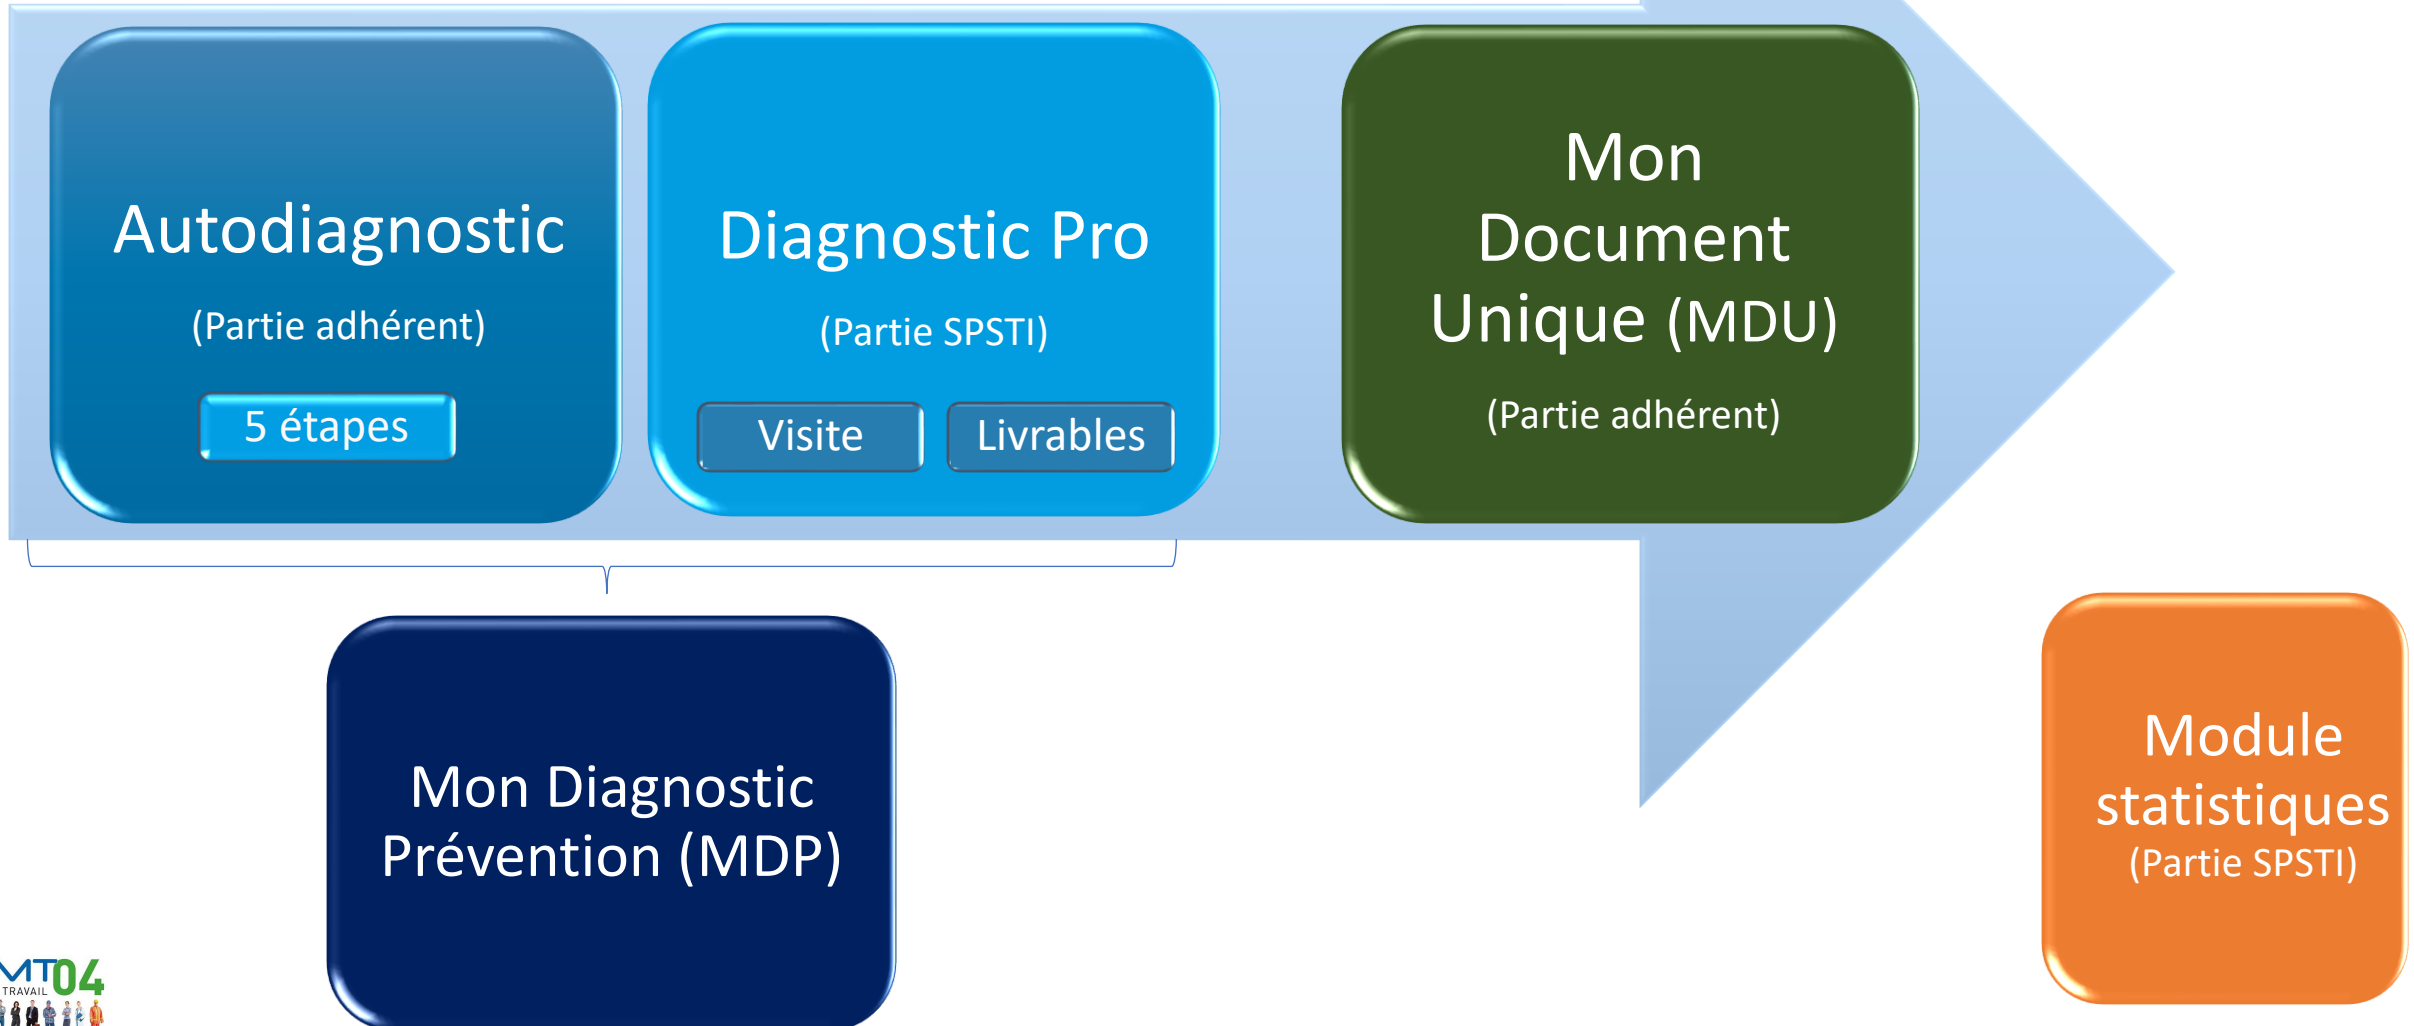 Autodiagnostic
(Partie adhérent)
5 étapes
Diagnostic Pro
(Partie SPSTI)
Visite
Livrables
Mon
Document
Unique (MDU)
(Partie adhérent)
Mon Diagnostic
Prévention (MDP)
Module
statistiques
(Partie SPSTI)
MT04
TRAVAIL